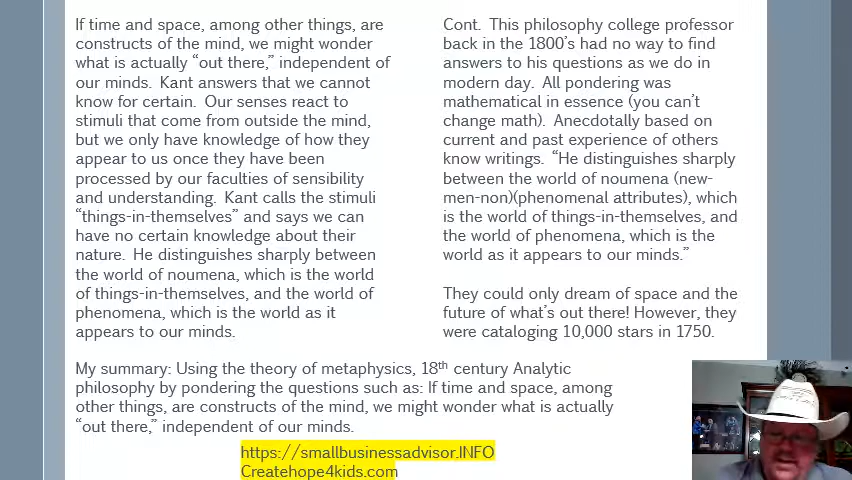 If time and space, among other things, are
constructs of the mind, we might wonder
what is actually “out there,” independent of
our minds. Kant answers that we cannot
know for certain. Our senses react to
stimuli that come from outside the mind,
but we only have knowledge of how they
appear to us once they have been
processed by our faculties of sensibility
and understanding. Kant calls the stimuli
“things-in-themselves” and says we can
have no certain knowledge about their
nature. He distinguishes sharply between
the world of noumena, which is the world
of things-in-themselves, and the world of
phenomena, which is the world as it
appears to our minds.
Cont. This philosophy college professor
back in the 1800’s had no way to find
answers to his questions as we do in
modern day. All pondering was
mathematical in essence (you can’t
change math). Anecdotally based on
current and past experience of others
know writings. “He distinguishes sharply
between the world of noumena (new-
men-non)(phenomenal attributes), which
is the world of things-in-themselves, and
the world of phenomena, which is the
world as it appears to our minds.”
They could only dream of space and the
future of what’s out there! However, they
were cataloging 10,000 stars in 1750.
My summary: Using the theory of metaphysics, 18th century Analytic
philosophy by pondering the questions such as: If time and space, among
other things, are constructs of the mind, we might wonder what is actually
“out there,” independent of our minds.
https://smallbusinessadvisor.INFO
Createhope4kids.com